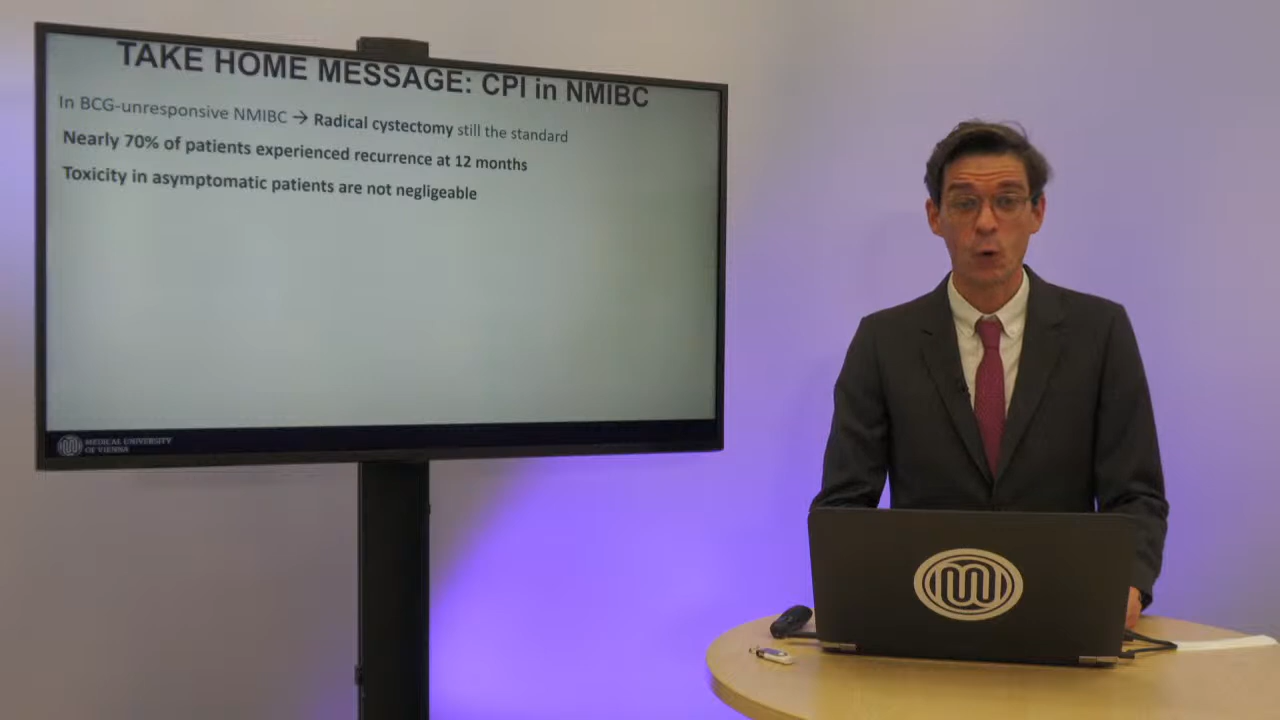 TAKE HOME MESSAGE: CPI in NMIBC
In BCG-unresponsive NMIBC → Radical cystectomy still the standard
Nearly 70% of patients experienced recurrence at 12 months
Toxicity in asymptomatic patients are not negligeable
MEDICAL UNIVERSITY
OF VIENNA